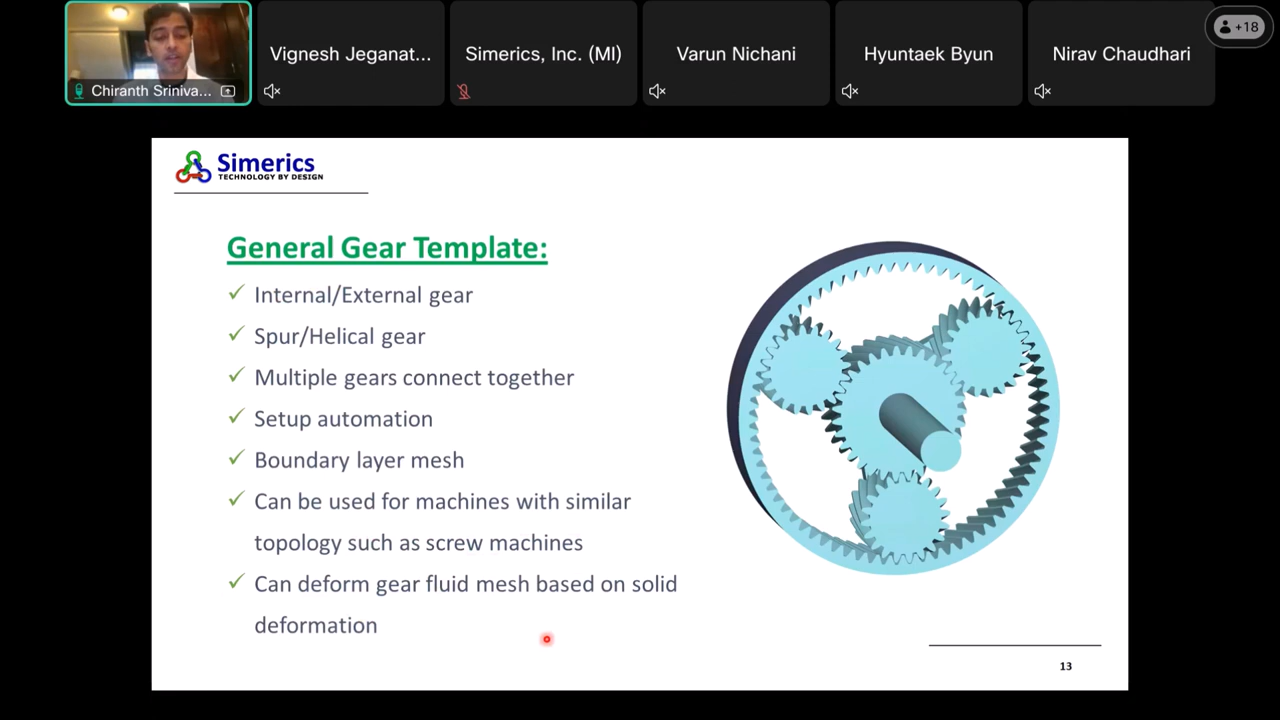 +18
Chiranth Sriniva...
Vignesh Jeganat...
Simerics, Inc. (MI)
Varun Nichani
Hyuntaek Byun
Nirav Chaudhari
Simerics
TECHNOLOGY BY DESIGN
General Gear Template:
Internal/External gear
Spur/Helical gear
Multiple gears connect together
Setup automation
Boundary layer mesh
Can be used for machines with similar
topology such as screw machines
Can deform gear fluid mesh based on solid
deformation
13